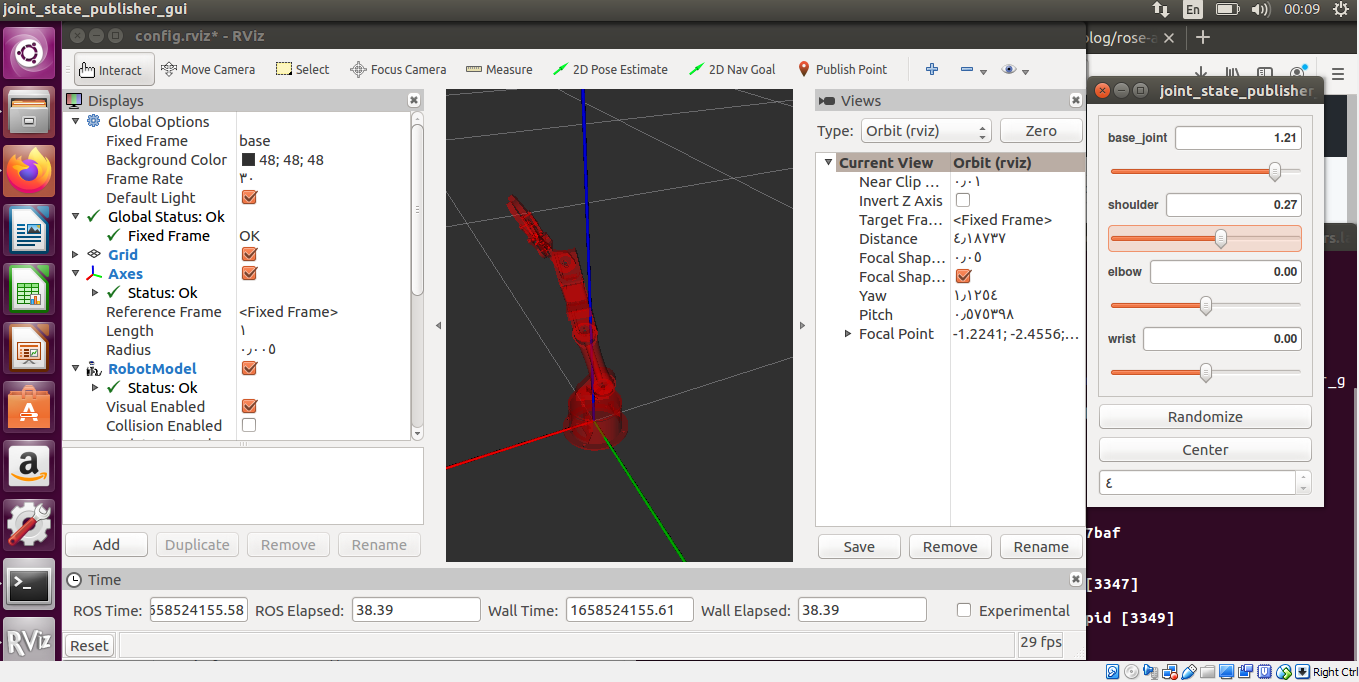 joint_state_publisher_gui
En
00:09
config.rviz* - RViz
log/rose-a
Interact
Move Camera
Select
Focus Camera
Measure
2D Pose Estimate
2D Nav Goal
Publish Point
Displays
Global Options
Fixed Frame base
Background Color 48; 48; 48
Frame Rate ٣٠
Default Light
Global Status: Ok
Fixed Frame OK
Grid
Axes
Status: Ok
Reference Frame <Fixed Frame>
Length ١
Radius ٠٫٠٠٥
RobotModel
Status: Ok
Visual Enabled
Collision Enabled
Add
Duplicate
Remove
Rename
Views
Type: Orbit (rviz) Zero
Current View Orbit (rviz)
Near Clip ... ٠٫٠١
Invert Z Axis
Target Fra... <Fixed Frame>
Distance ٤٫١٨٧٣٧
Focal Shap... ٠٫٠٥
Focal Shap...
Yaw ١٫١٢٥٤
Pitch ٠٫٥٧٥٣٩٨
Focal Point -1.2241; -2.4556;...
Save
Remove
Rename
joint_state_publisher
base_joint 1.21
shoulder 0.27
elbow 0.00
wrist 0.00
Randomize
Center
٤
rs.la
r_g
7baf
[3347]
pid [3349]
Time
ROS Time: 1658524155.58 ROS Elapsed: 38.39 Wall Time: 1658524155.61 Wall Elapsed: 38.39 Experimental
Reset
29 fps
RViz
Right Ctrl